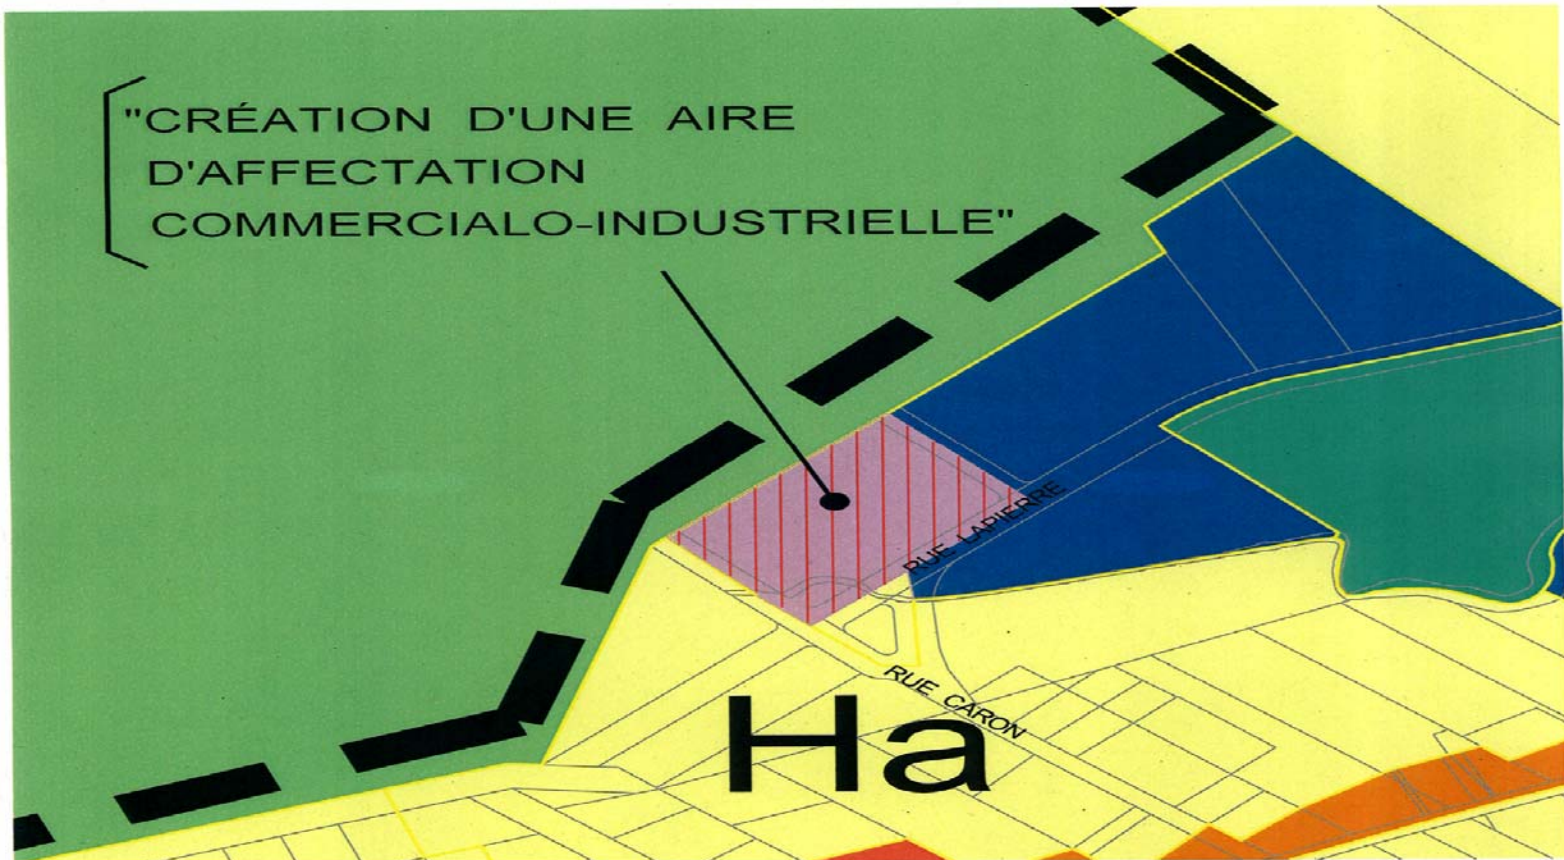 "CRÉATION D'UNE AIRE
D'AFFECTATION
COMMERCIALO-INDUSTRIELLE"
RUE LAPIERRE
RUE CARON
Ha